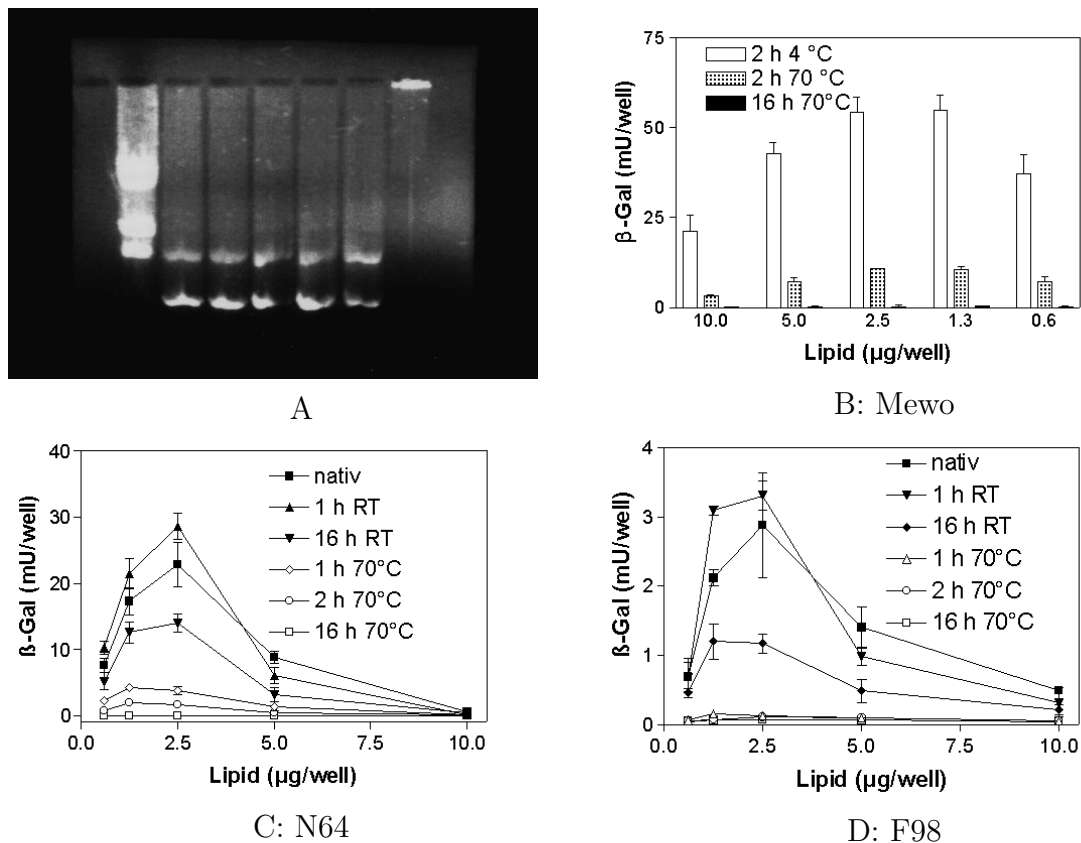 A
75
50
25
0
β-Gal (mU/well)
2 h 4 °C
2 h 70 °C
16 h 70°C
10.0 5.0 2.5 1.3 0.6
Lipid (µg/well)
B: Mewo
40
30
20
10
0
ß-Gal (mU/well)
nativ
1 h RT
16 h RT
1 h 70°C
2 h 70°C
16 h 70°C
0.0 2.5 5.0 7.5 10.0
Lipid (µg/well)
C: N64
4
3
2
1
0
ß-Gal (mU/well)
nativ
1 h RT
16 h RT
1 h 70°C
2 h 70°C
16 h 70°C
0.0 2.5 5.0 7.5 10.0
Lipid (µg/well)
D: F98